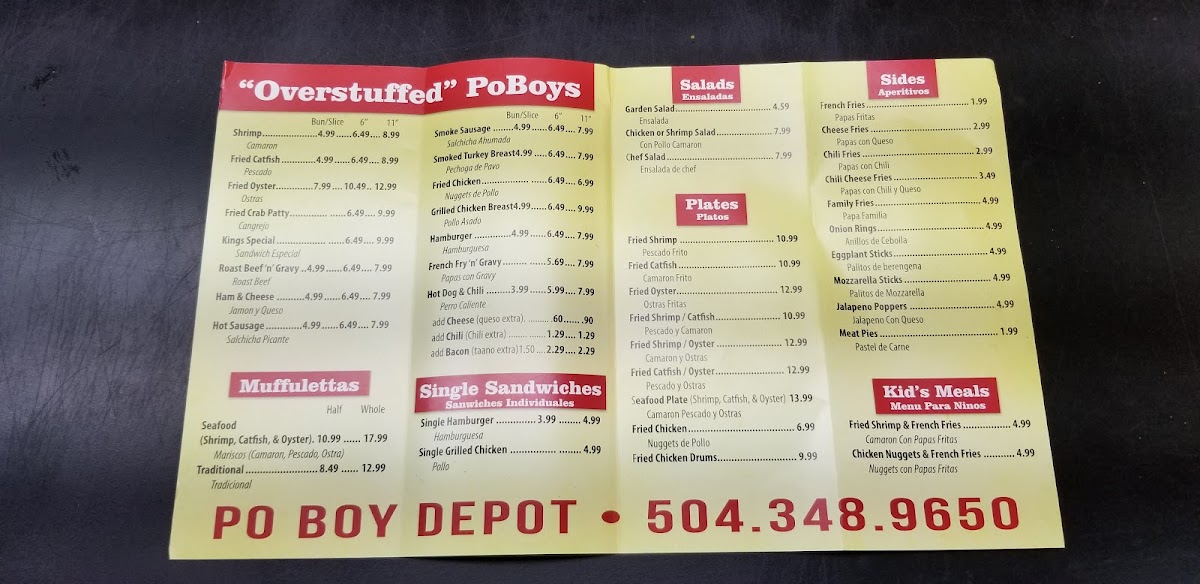 "Overstuffed" PoBoys
Bun/Slice 6" 11"
Shrimp....................4.99......6.49.... 8.99
Camaron
Fried Catfish..............4.99......6.49.... 8.99
Pescado
Fried Oyster..............7.99.... 10.49.. 12.99
Ostras
Fried Crab Patty.............. ......6.49.... 9.99
Cangrejo
Kings Special ................. ......6.49.... 9.99
Sandwich Especial
Roast Beef 'n' Gravy ..4.99......6.49.... 7.99
Roast Beef
Ham & Cheese .........4.99......6.49.... 7.99
Jamon y Queso
Hot Sausage.............4.99......6.49.... 7.99
Salchicha Picante
Muffulettas
Half Whole
Seafood
(Shrimp, Catfish, & Oyster). 10.99 ...... 17.99
Mariscos (Camaron, Pescado, Ostra)
Traditional ......................8.49 ...... 12.99
Tradicional
Bun/Slice 6" 11"
Smoke Sausage .......4.99....6.49.... 7.99
Salchicha Ahumada
Smoked Turkey Breast4.99 .....6.49.... 7.99
Pechoga de Pavo
Fried Chicken................ ......6.49.... 6.99
Nuggets de Pollo
Grilled Chicken Breast4.99......6.49.... 9.99
Pollo Asado
Hamburger .............4.99......6.49.... 7.99
Hamburguesa
French Fry 'n' Gravy......... ......5.69.... 7.99
Papas con Gravy
Hot Dog & Chili .........3.99 ....5.99.... 7.99
Perro Caliente
add Cheese (queso extra). ..........60......90
add Chili (Chili extra) .......... .......1.29.... 1.29
add Bacon (taano extra)1.50 ....2.29.... 2.29
Single Sandwiches
Sanwiches Individuales
Single Hamburger ..............3.99 ........ 4.99
Hamburguesa
Single Grilled Chicken ................. ........ 4.99
Pollo
Salads
Ensaladas
Garden Salad.................................... 4.59
Ensalada
Chicken or Shrimp Salad..................... 7.99
Con Pollo Camaron
Chef Salad........................................ 7.99
Ensalada de chef
Plates
Platos
Fried Shrimp .................................... 10.99
Pescado Frito
Fried Catfish..................................... 10.99
Camaron Frito
Fried Oyster..................................... 12.99
Ostras Fritas
Fried Shrimp / Catfish......................... 10.99
Pescado y Camaron
Fried Shrimp / Oyster ......................... 12.99
Camaron y Ostras
Fried Catfish / Oyster......................... 12.99
Pescado y Ostras
Seafood Plate (Shrimp, Catfish, & Oyster) 13.99
Camaron Pescado y Ostras
Fried Chicken.................................... 6.99
Nuggets de Pollo
Fried Chicken Drums........................... 9.99
Sides
Aperitivos
French Fries..................................... 1.99
Papas Fritas
Cheese Fries..................................... 2.99
Papas con Queso
Chili Fries........................................ 2.99
Papas con Chili
Chili Cheese Fries.............................. 3.49
Papas con Chili y Queso
Family Fries...................................... 4.99
Papa Familia
Onion Rings...................................... 4.99
Anillos de Cebolla
Eggplant Sticks.................................. 4.99
Palitos de berengena
Mozzarella Sticks ............................... 4.99
Palitos de Mozzarella
Jalapeno Poppers .............................. 4.99
Jalapeno Con Queso
Meat Pies ........................................ 1.99
Pastel de Carne
Kid's Meals
Menu Para Ninos
Fried Shrimp & French Fries................. 4.99
Camaron Con Papas Fritas
Chicken Nuggets & French Fries ........... 4.99
Nuggets con Papas Fritas
PO BOY DEPOT • 504.348.9650